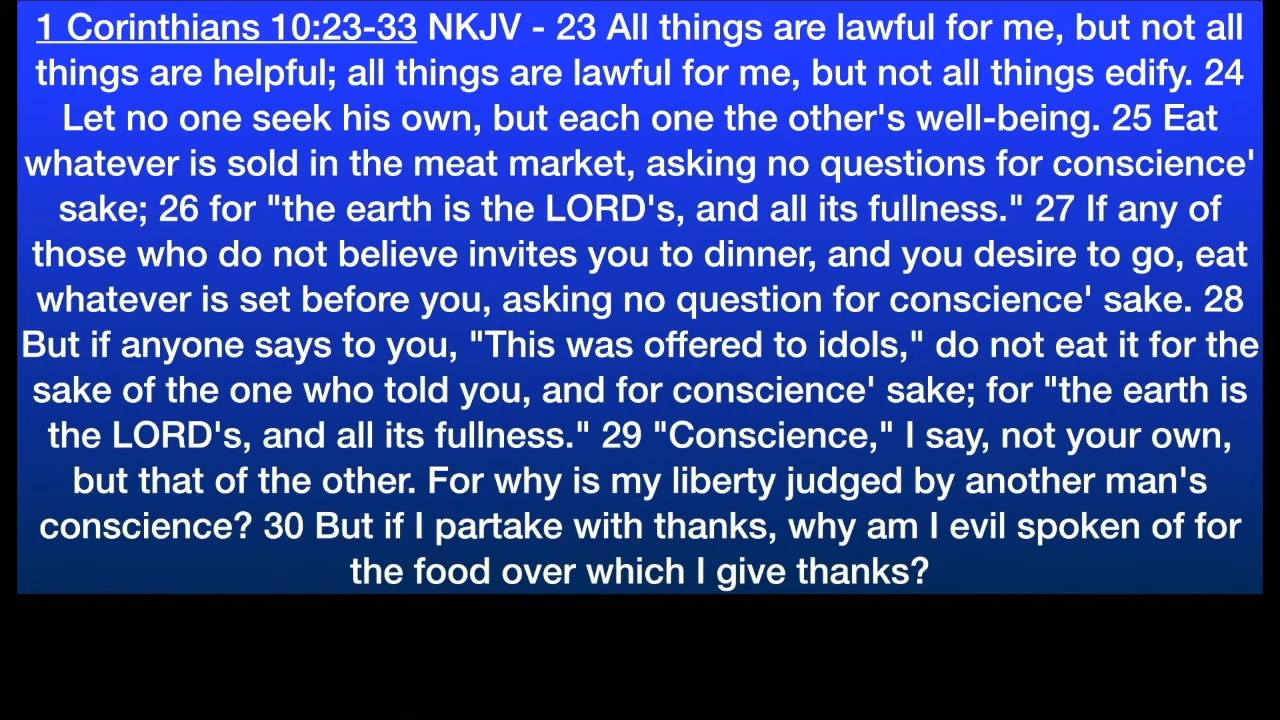 1 Corinthians 10:23-33 NKJV - 23 All things are lawful for me, but not all
things are helpful; all things are lawful for me, but not all things edify. 24
Let no one seek his own, but each one the other's well-being. 25 Eat
whatever is sold in the meat market, asking no questions for conscience'
sake; 26 for "the earth is the LORD's, and all its fullness." 27 If any of
those who do not believe invites you to dinner, and you desire to go, eat
whatever is set before you, asking no question for conscience' sake. 28
But if anyone says to you, "This was offered to idols," do not eat it for the
sake of the one who told you, and for conscience' sake; for "the earth is
the LORD's, and all its fullness." 29 "Conscience," I say, not your own,
but that of the other. For why is my liberty judged by another man's
conscience? 30 But if I partake with thanks, why am I evil spoken of for
the food over which I give thanks?